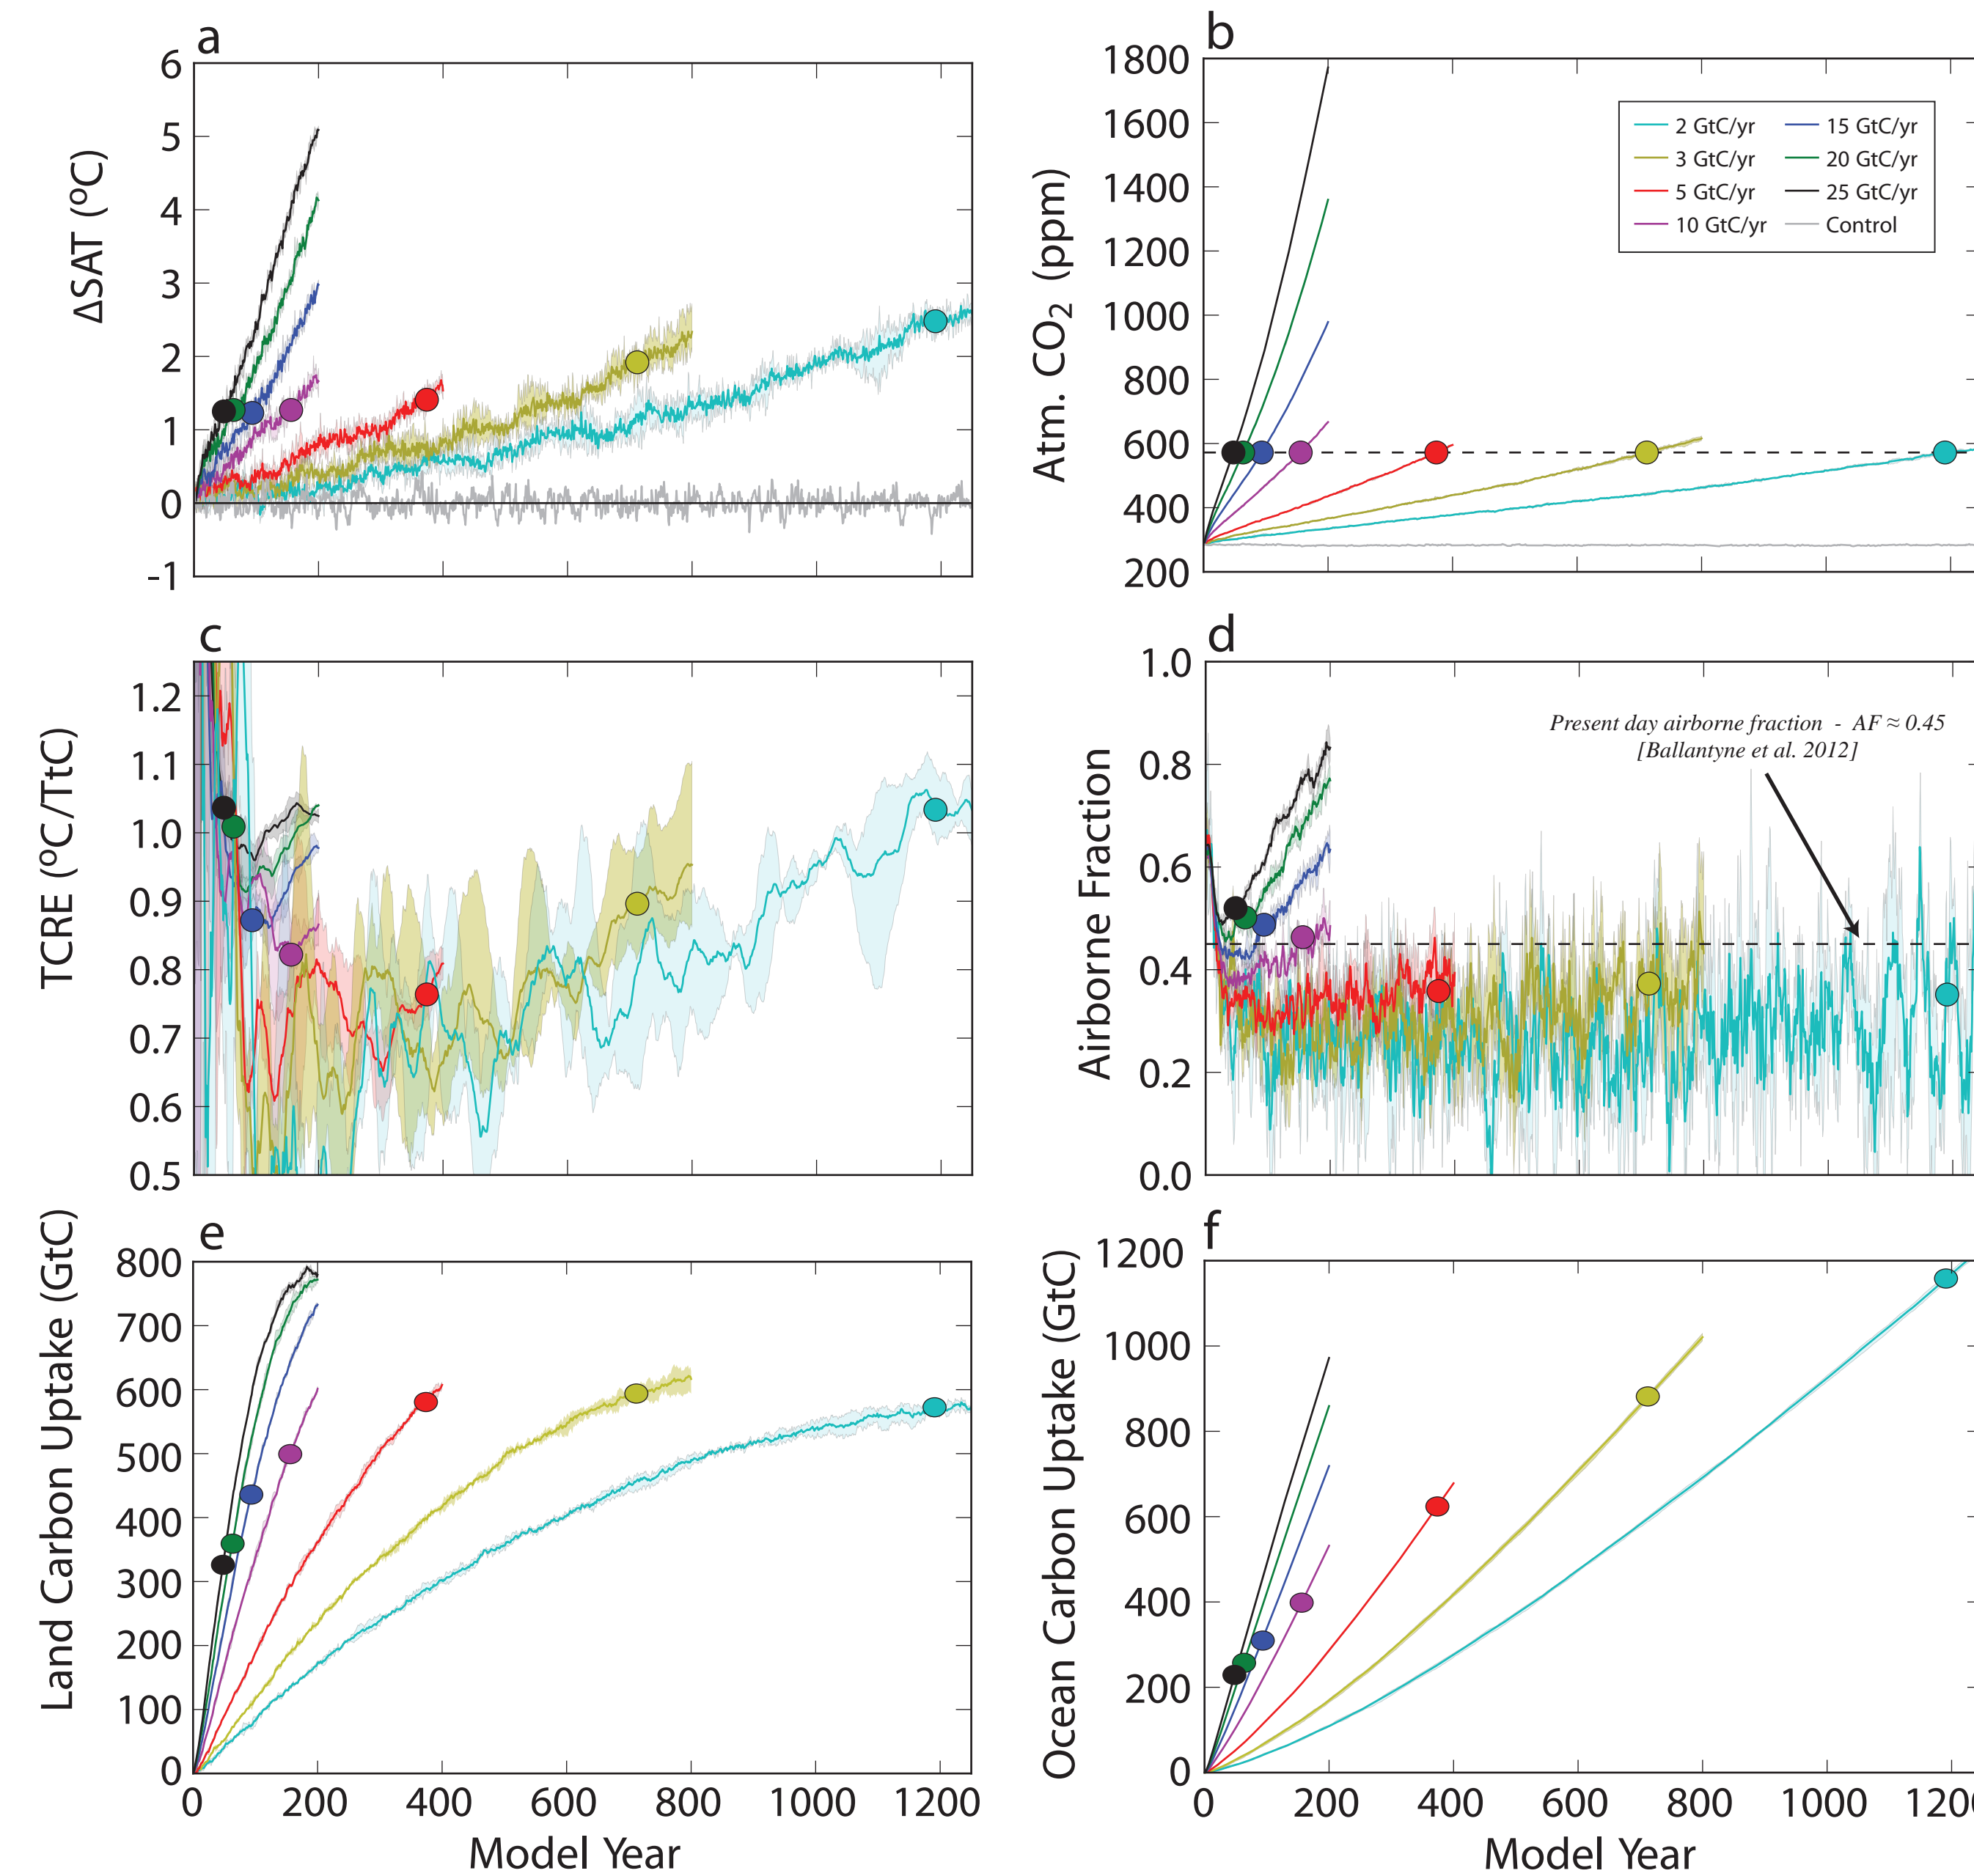 a
6
5
4
3
2
1
0
-1
ΔSAT (ºC)
b
1800
1600
1400
1200
1000
800
600
400
200
Atm. CO2 (ppm)
2 GtC/yr 15 GtC/yr
3 GtC/yr 20 GtC/yr
5 GtC/yr 25 GtC/yr
10 GtC/yr Control
c
1.2
1.1
1.0
0.9
0.8
0.7
0.6
0.5
TCRE (ºC/TtC)
d
1.0
0.8
0.6
0.4
0.2
0.0
Airborne Fraction
Present day airborne fraction - AF ≈ 0.45
[Ballantyne et al. 2012]
e
800
700
600
500
400
300
200
100
0
Land Carbon Uptake (GtC)
0 200 400 600 800 1000 1200
Model Year
f
1200
1000
800
600
400
200
0
Ocean Carbon Uptake (GtC)
0 200 400 600 800 1000 120
Model Year